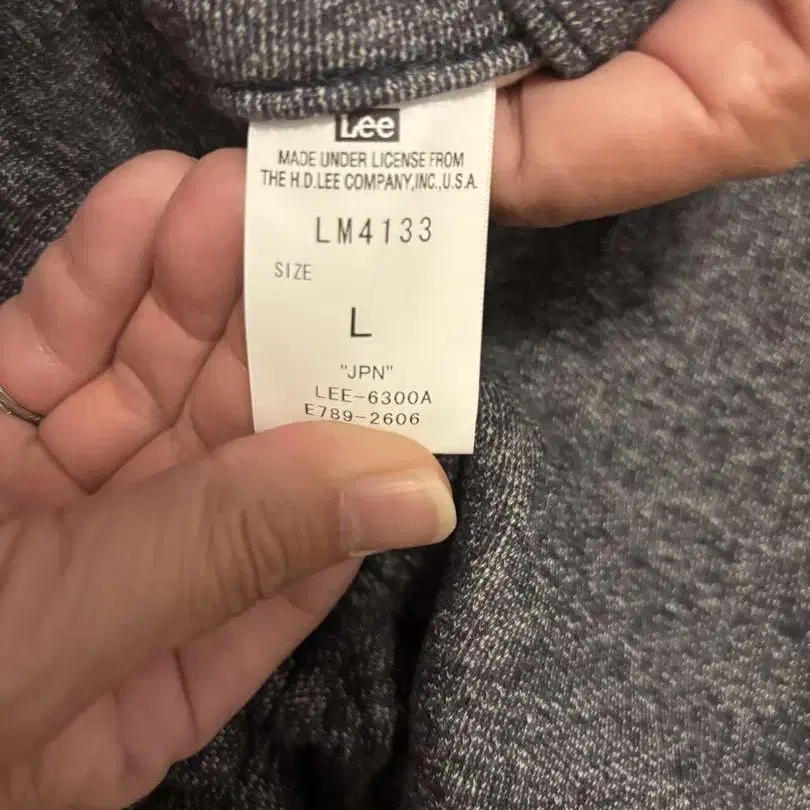 Lee
MADE UNDER LICENSE FROM
THE H.D.LEE COMPANY,INC.,U.S.A.
LM4133
SIZE
L
"JPN"
LEE-6300A
E789-2606